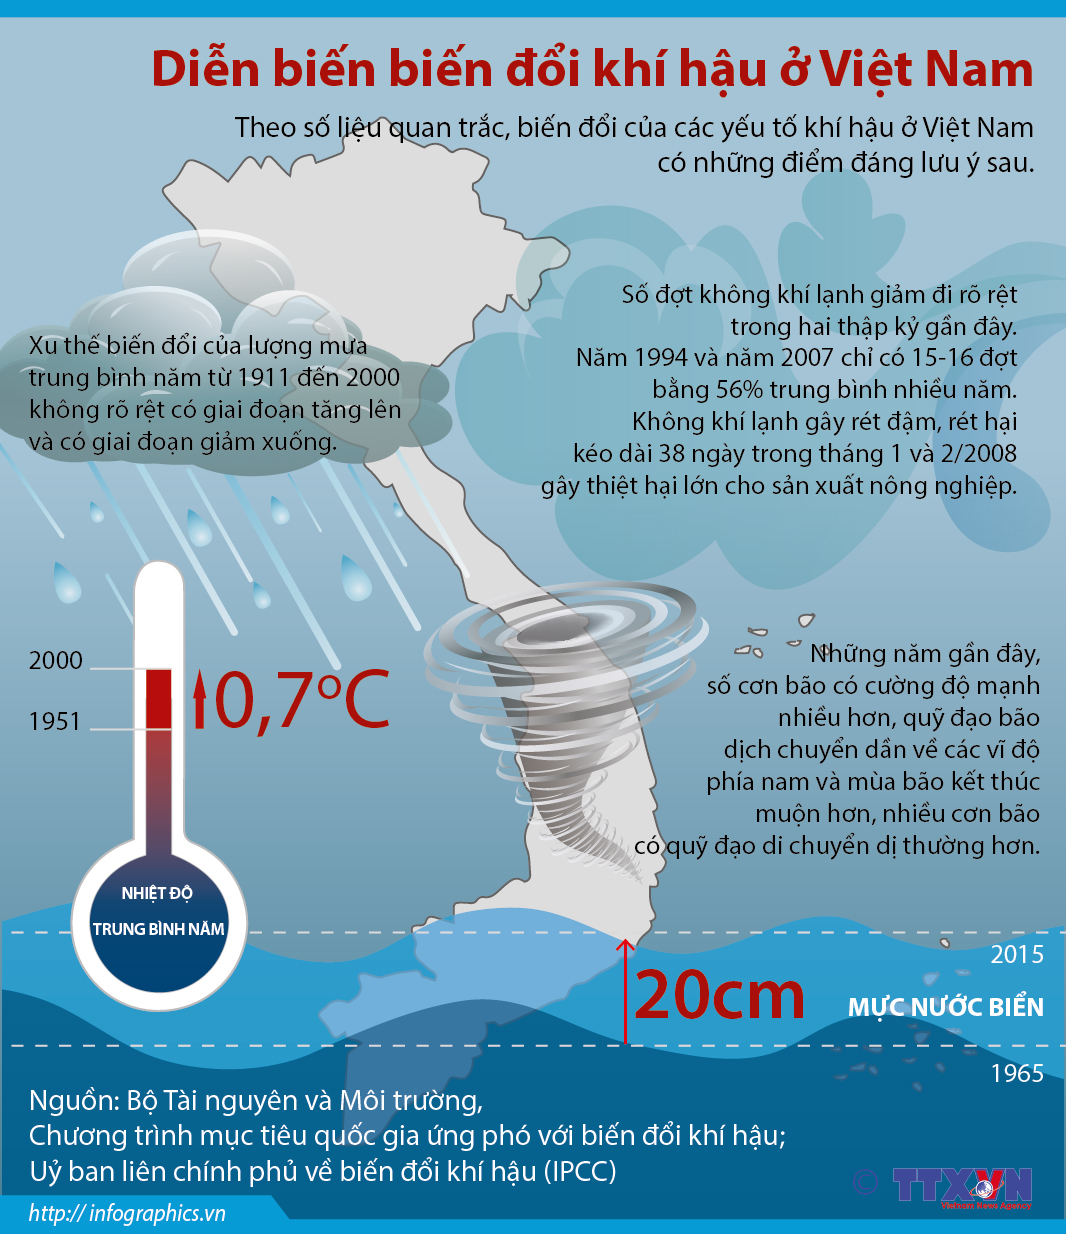 Diễn biến biến đổi khí hậu ở Việt Nam
Theo số liệu quan trắc, biến đổi của các yếu tố khí hậu ở Việt Nam
có những điểm đáng lưu ý sau.
Số đợt không khí lạnh giảm đi rõ rệt
trong hai thập kỷ gần đây.
Năm 1994 và năm 2007 chỉ có 15-16 đợt
bằng 56% trung bình nhiều năm.
Không khí lạnh gây rét đậm, rét hại
kéo dài 38 ngày trong tháng 1 và 2/2008
gây thiệt hại lớn cho sản xuất nông nghiệp.
Xu thế biến đổi của lượng mưa
trung bình năm từ 1911 đến 2000
không rõ rệt có giai đoạn tăng lên
và có giai đoạn giảm xuống.
2000
1951
0,7°C
NHIỆT ĐỘ
TRUNG BÌNH NĂM
Những năm gần đây,
số cơn bão có cường độ mạnh
nhiều hơn, quỹ đạo bão
dịch chuyển dần về các vĩ độ
phía nam và mùa bão kết thúc
muộn hơn, nhiều cơn bão
có quỹ đạo di chuyển dị thường hơn.
2015
20cm
MỰC NƯỚC BIỂN
1965
Nguồn: Bộ Tài nguyên và Môi trường,
Chương trình mục tiêu quốc gia ứng phó với biến đổi khí hậu;
Uỷ ban liên chính phủ về biến đổi khí hậu (IPCC)
© TTXVN
Vietnam News Agency
http:// infographics.vn